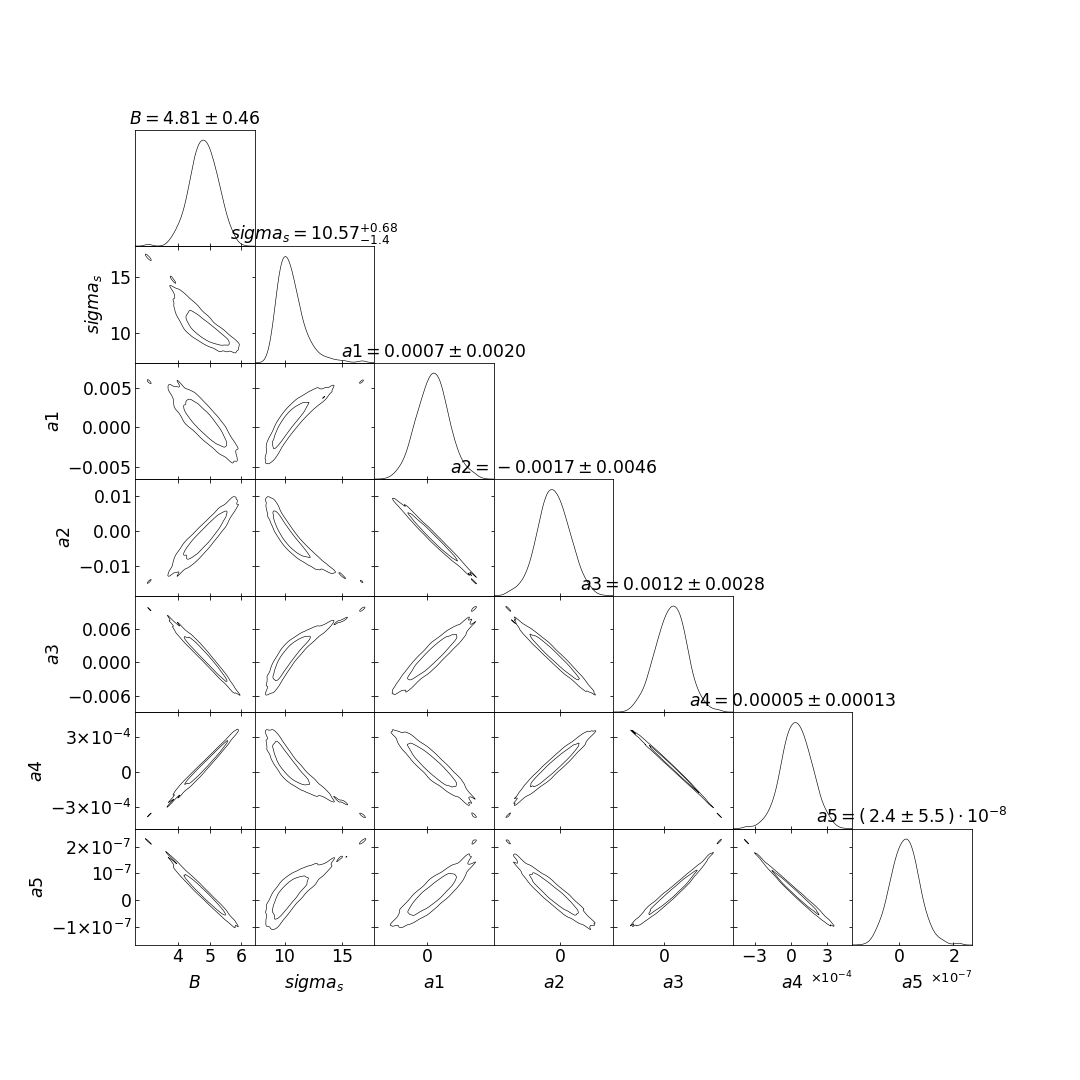 B = 4.81 ± 0.46
sigma_s = 10.57^{+0.68}_{-1.4}
15
10
sigma_s
a1 = 0.0007 ± 0.0020
0.005
0.000
−0.005
a1
a2 = −0.0017 ± 0.0046
0.01
0.00
−0.01
a2
a3 = 0.0012 ± 0.0028
0.006
0.000
−0.006
a3
a4 = 0.00005 ± 0.00013
3×10^{−4}
0
−3×10^{−4}
a4
a5 = ( 2.4 ± 5.5 ) · 10^{−8}
2×10^{−7}
10^{−7}
0
−1×10^{−7}
a5
4 5 6 10 15 0 0 0 −3 0 3 0 2
B sigma_s a1 a2 a3 a4 ×10^{−4} a5 ×10^{−7}